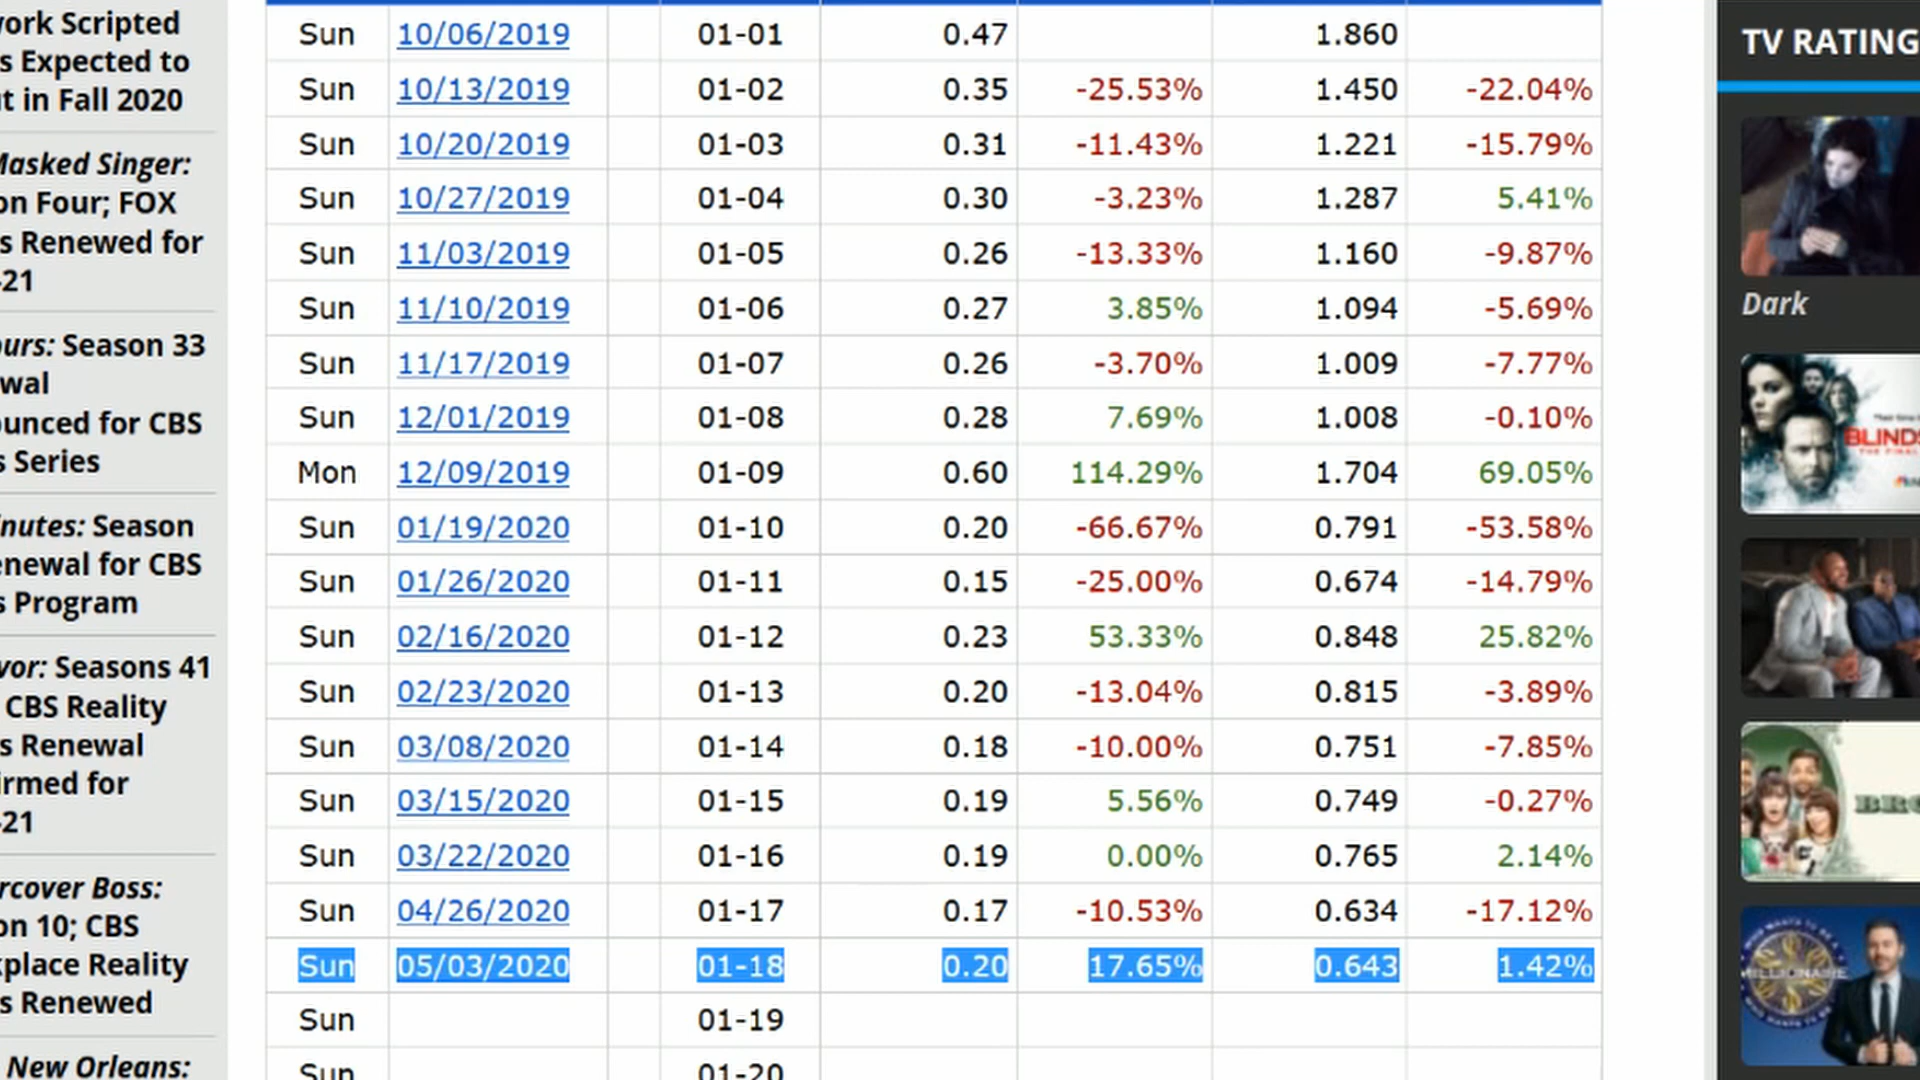 work Scripted
s Expected to
t in Fall 2020
Masked Singer:
on Four; FOX
s Renewed for
-21
ours: Season 33
wal
ounced for CBS
s Series
inutes: Season
enewal for CBS
s Program
vor: Seasons 41
CBS Reality
s Renewal
irmed for
-21
rcover Boss:
on 10; CBS
kplace Reality
s Renewed
New Orleans:
Sun 10/06/2019 01-01 0.47 1.860
Sun 10/13/2019 01-02 0.35 -25.53% 1.450 -22.04%
Sun 10/20/2019 01-03 0.31 -11.43% 1.221 -15.79%
Sun 10/27/2019 01-04 0.30 -3.23% 1.287 5.41%
Sun 11/03/2019 01-05 0.26 -13.33% 1.160 -9.87%
Sun 11/10/2019 01-06 0.27 3.85% 1.094 -5.69%
Sun 11/17/2019 01-07 0.26 -3.70% 1.009 -7.77%
Sun 12/01/2019 01-08 0.28 7.69% 1.008 -0.10%
Mon 12/09/2019 01-09 0.60 114.29% 1.704 69.05%
Sun 01/19/2020 01-10 0.20 -66.67% 0.791 -53.58%
Sun 01/26/2020 01-11 0.15 -25.00% 0.674 -14.79%
Sun 02/16/2020 01-12 0.23 53.33% 0.848 25.82%
Sun 02/23/2020 01-13 0.20 -13.04% 0.815 -3.89%
Sun 03/08/2020 01-14 0.18 -10.00% 0.751 -7.85%
Sun 03/15/2020 01-15 0.19 5.56% 0.749 -0.27%
Sun 03/22/2020 01-16 0.19 0.00% 0.765 2.14%
Sun 04/26/2020 01-17 0.17 -10.53% 0.634 -17.12%
Sun 05/03/2020 01-18 0.20 17.65% 0.643 1.42%
Sun 01-19
Sun 01-20
TV RATING
Dark
BLINDS
THE FINAL
BRO
MILLIONAIRE